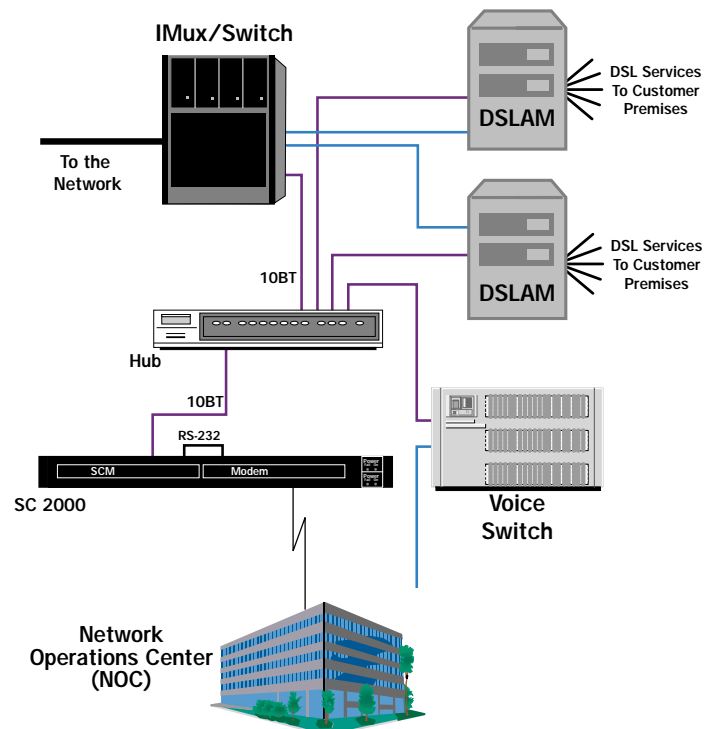 IMux/Switch
DSLAM
DSL Services
To Customer
Premises
To the
Network
DSLAM
DSL Services
To Customer
Premises
10BT
Hub
10BT
RS-232
SCM
Modem
Power
Power
SC 2000
Voice
Switch
Network
Operations Center
(NOC)